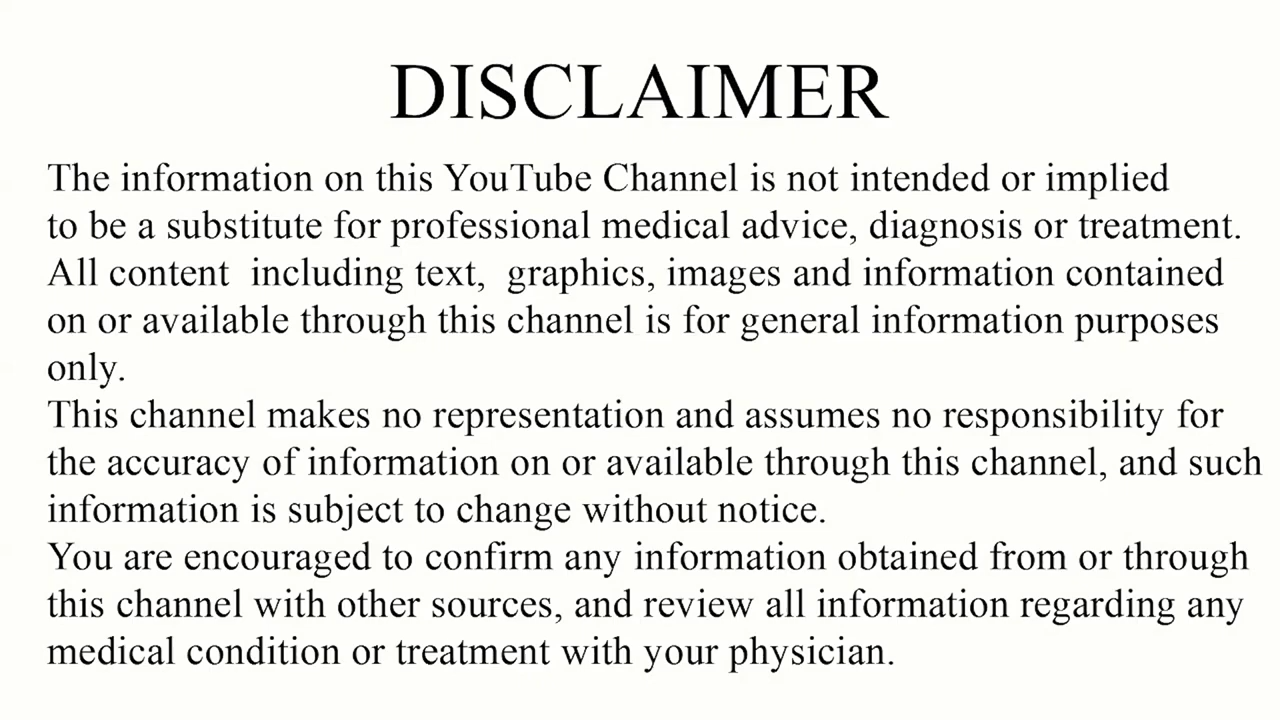 DISCLAIMER
The information on this YouTube Channel is not intended or implied
to be a substitute for professional medical advice, diagnosis or treatment.
All content  including text,  graphics, images and information contained
on or available through this channel is for general information purposes
only.
This channel makes no representation and assumes no responsibility for
the accuracy of information on or available through this channel, and such
information is subject to change without notice.
You are encouraged to confirm any information obtained from or through
this channel with other sources, and review all information regarding any
medical condition or treatment with your physician.